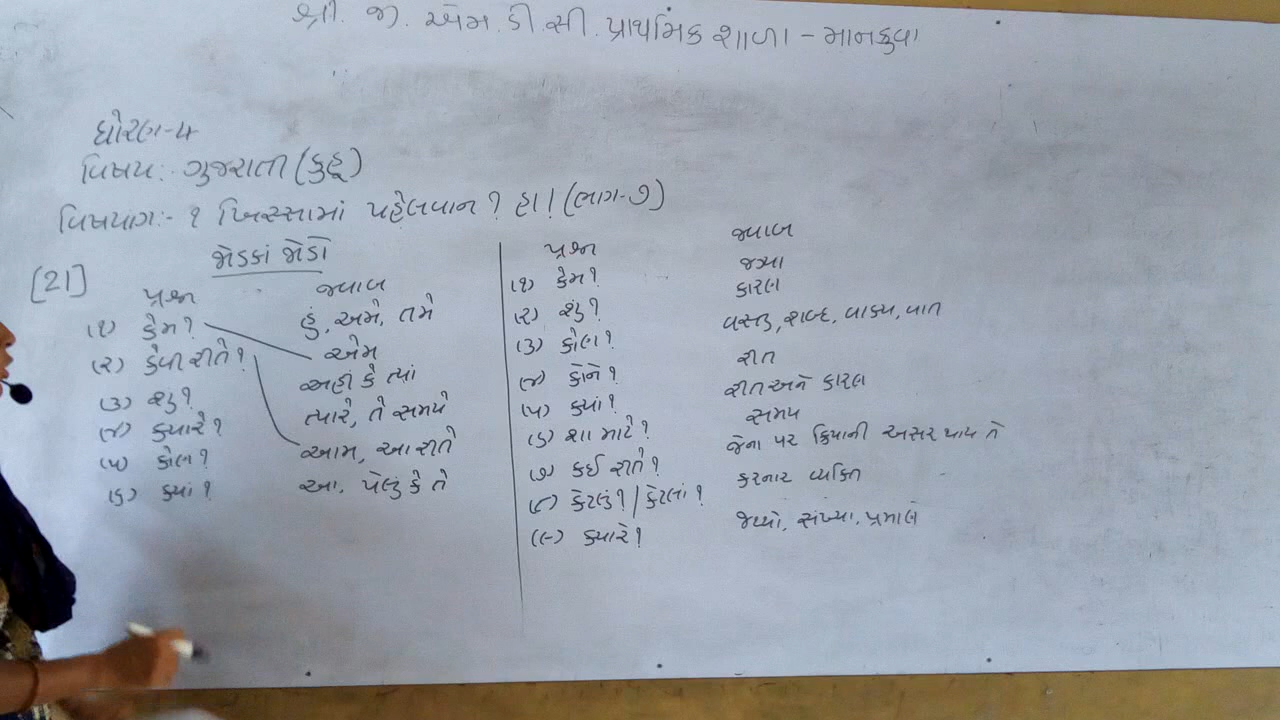 શ્રી. જી. એમ. ડી. સી. પ્રાથમિક શાળા - માનકુવા
ધોરણ-૪
વિષય:- ગુજરાતી (કુહૂ)
વિષયાંગ:- ૧ ખિસ્સામાં પહેલવાન ? હા! (ભાગ-૭)
[21] જોડકાં જોડો
પ્રશ્ન જવાબ
(૧) કેમ? હું, અમે, તમે
(૨) કેવી રીતે? એમ
(૩) શું? અહીં કે ત્યાં
(૪) ક્યારે? ત્યારે, તે સમયે
(૫) કોણ? આમ, આ રીતે
(૬) ક્યાં? આ, પેલું કે તે
પ્રશ્ન જવાબ
(૧) કેમ? જગ્યા
(૨) શું? કારણ
(૩) કોણ? વસ્તુ, શબ્દ, વાક્ય, વાત
(૪) કોને? રીત
(૫) ક્યાં? રીત અને કારણ
(૬) શા માટે? સમય
(૭) કઈ રીતે? જેના પર ક્રિયાની અસર થાય તે
(૮) કેટલું? / કેટલાં? કરનાર વ્યક્તિ
(૯) ક્યારે? જથ્થો, સંખ્યા, પ્રમાણ